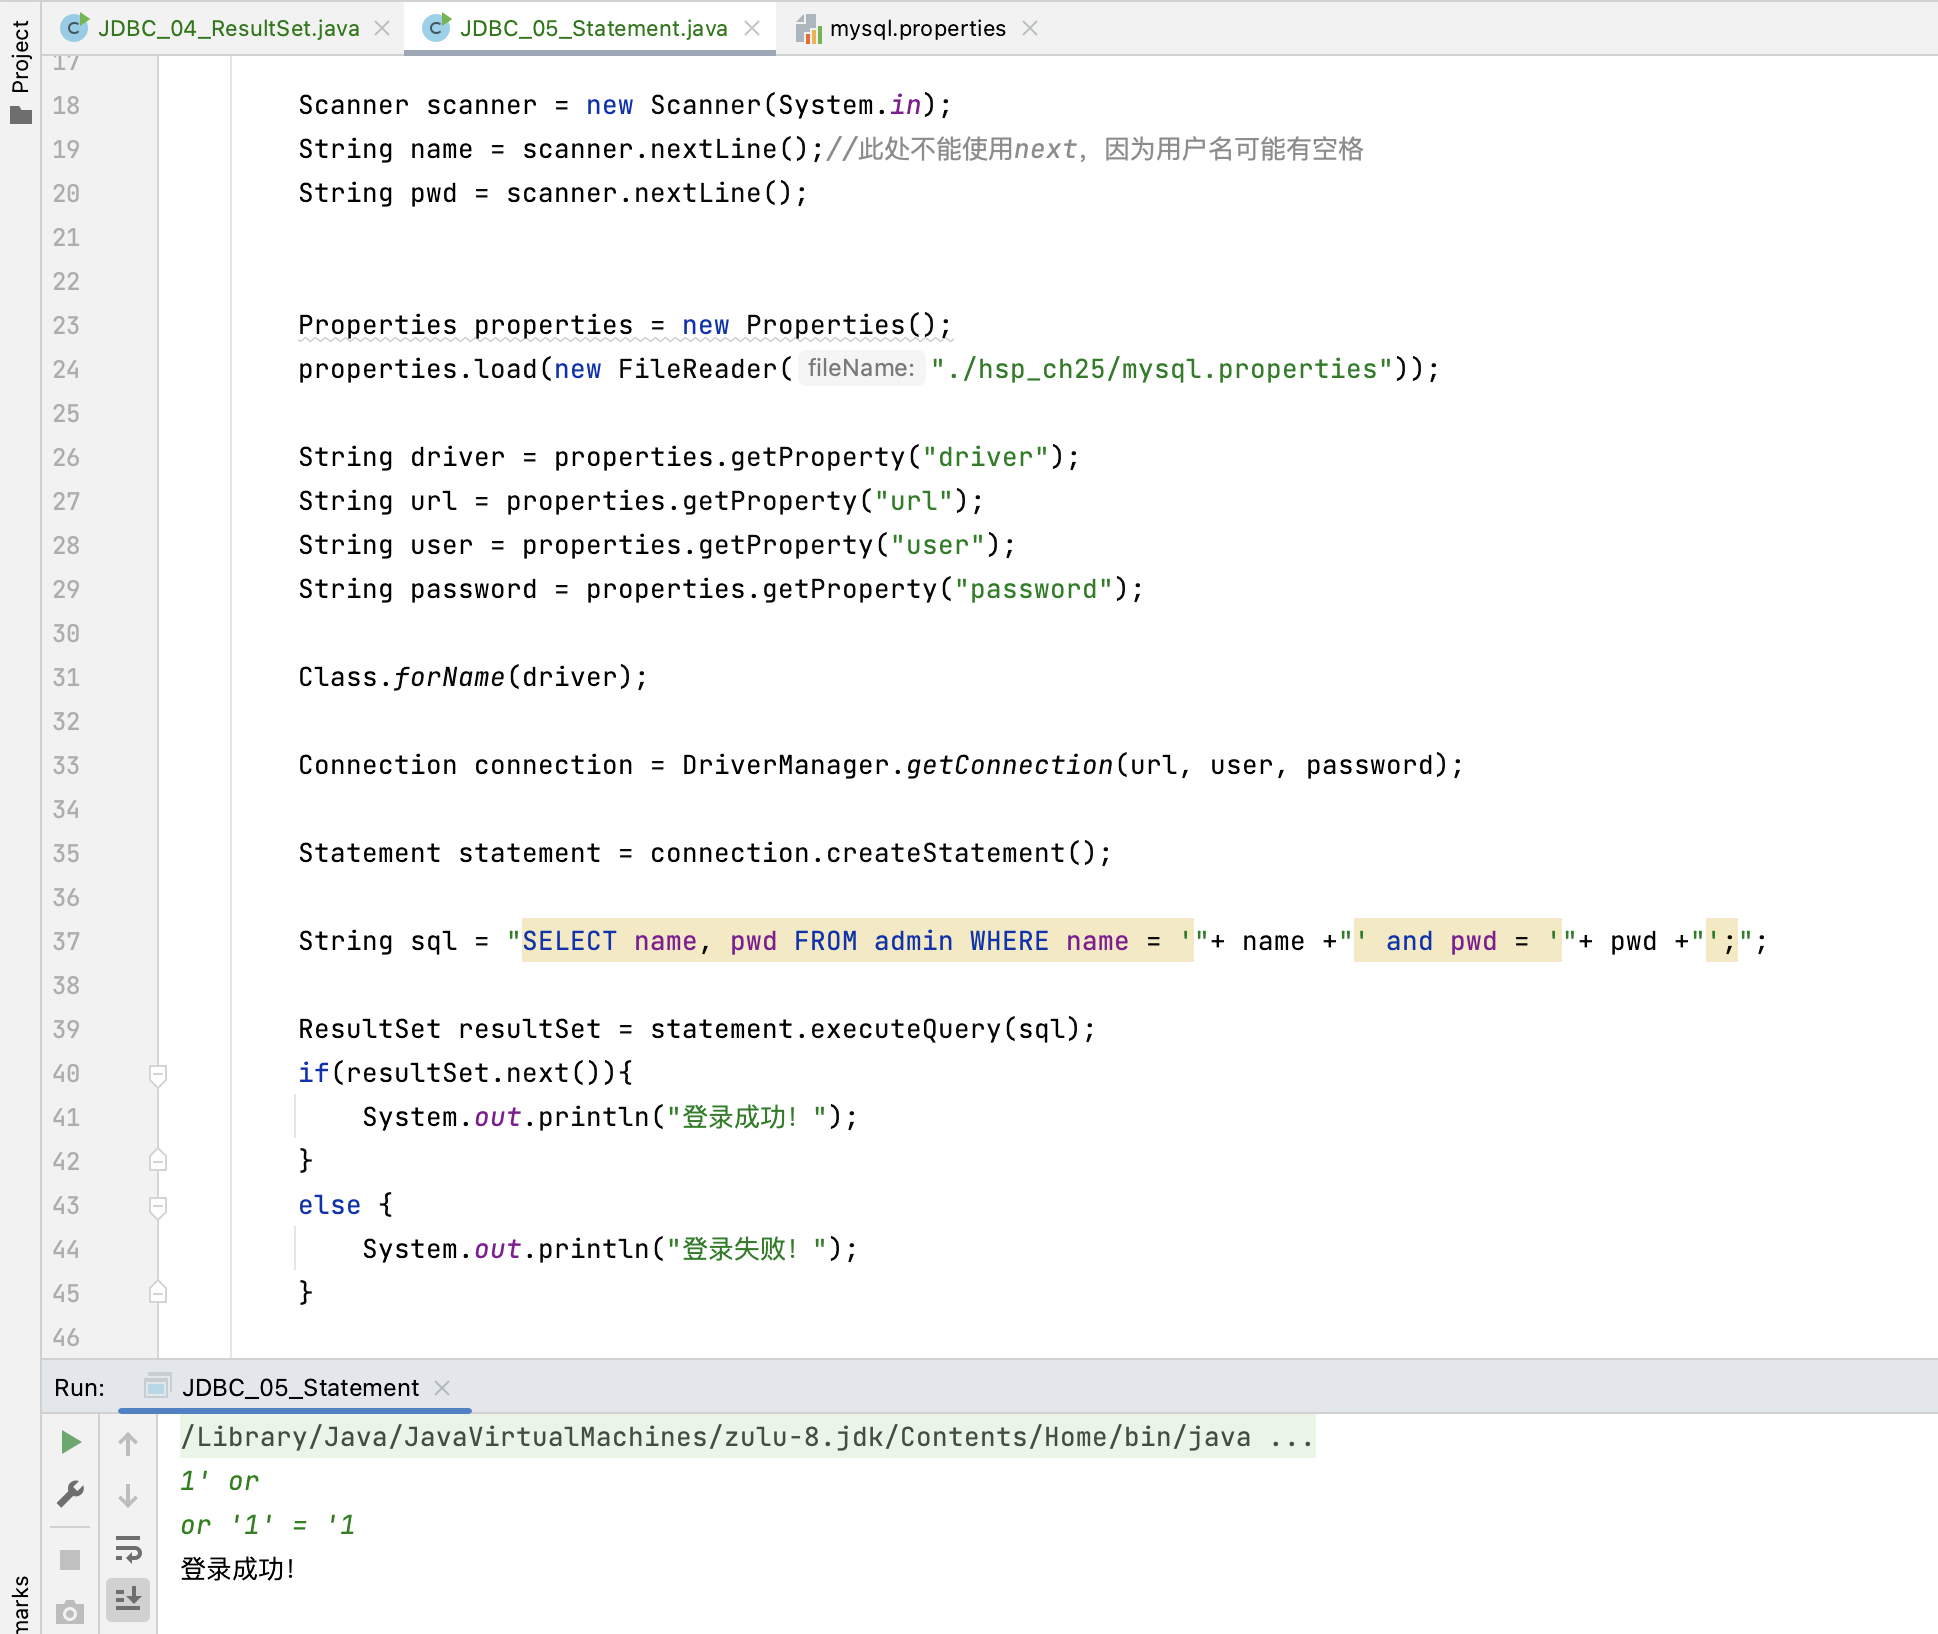 Project
JDBC_04_ResultSet.java
JDBC_05_Statement.java
mysql.properties
17
18 Scanner scanner = new Scanner(System.in);
19 String name = scanner.nextLine();//此处不能使用next，因为用户名可能有空格
20 String pwd = scanner.nextLine();
21
22
23 Properties properties = new Properties();
24 properties.load(new FileReader( fileName: "./hsp_ch25/mysql.properties"));
25
26 String driver = properties.getProperty("driver");
27 String url = properties.getProperty("url");
28 String user = properties.getProperty("user");
29 String password = properties.getProperty("password");
30
31 Class.forName(driver);
32
33 Connection connection = DriverManager.getConnection(url, user, password);
34
35 Statement statement = connection.createStatement();
36
37 String sql = "SELECT name, pwd FROM admin WHERE name = '"+ name +"' and pwd = '"+ pwd +"';";
38
39 ResultSet resultSet = statement.executeQuery(sql);
40 if(resultSet.next()){
41 System.out.println("登录成功！");
42 }
43 else {
44 System.out.println("登录失败！");
45 }
46
Run: JDBC_05_Statement
/Library/Java/JavaVirtualMachines/zulu-8.jdk/Contents/Home/bin/java ...
1' or
or '1' = '1
登录成功！
marks